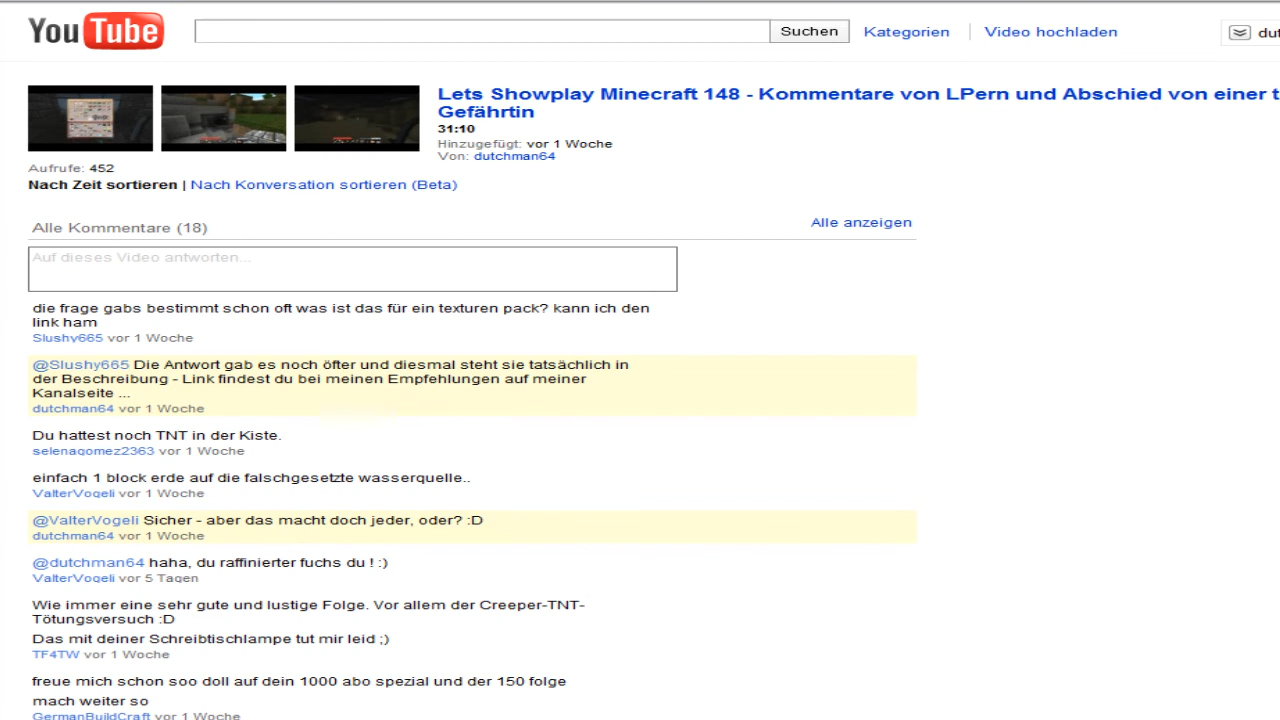 YouTube
Suchen
Kategorien
Video hochladen
dut
Lets Showplay Minecraft 148 - Kommentare von LPern und Abschied von einer t
Gefährtin
31:10
Hinzugefügt: vor 1 Woche
Von: dutchman64
Aufrufe: 452
Nach Zeit sortieren | Nach Konversation sortieren (Beta)
Alle Kommentare (18)
Alle anzeigen
Auf dieses Video antworten...
die frage gabs bestimmt schon oft was ist das für ein texturen pack? kann ich den
link ham
Slushy665 vor 1 Woche
@Slushy665 Die Antwort gab es noch öfter und diesmal steht sie tatsächlich in
der Beschreibung - Link findest du bei meinen Empfehlungen auf meiner
Kanalseite ...
dutchman64 vor 1 Woche
Du hattest noch TNT in der Kiste.
selenagomez2363 vor 1 Woche
einfach 1 block erde auf die falschgesetzte wasserquelle..
ValterVogeli vor 1 Woche
@ValterVogeli Sicher - aber das macht doch jeder, oder? :D
dutchman64 vor 1 Woche
@dutchman64 haha, du raffinierter fuchs du ! :)
ValterVogeli vor 5 Tagen
Wie immer eine sehr gute und lustige Folge. Vor allem der Creeper-TNT-
Tötungsversuch :D
Das mit deiner Schreibtischlampe tut mir leid ;)
TF4TW vor 1 Woche
freue mich schon soo doll auf dein 1000 abo spezial und der 150 folge
mach weiter so
GermanBuildCraft vor 1 Woche